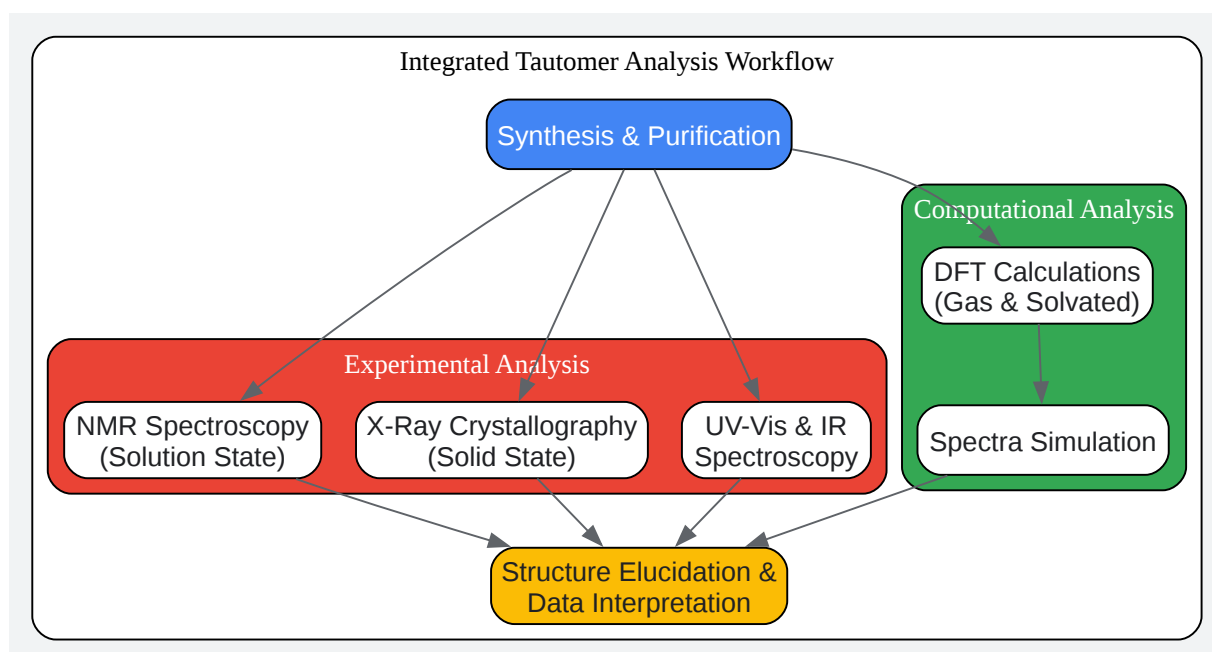 Integrated Tautomer Analysis Workflow
Synthesis & Purification
Computational Analysis
DFT Calculations
(Gas & Solvated)
Experimental Analysis
NMR Spectroscopy
(Solution State)
X-Ray Crystallography
(Solid State)
UV-Vis & IR
Spectroscopy
Spectra Simulation
Structure Elucidation &
Data Interpretation